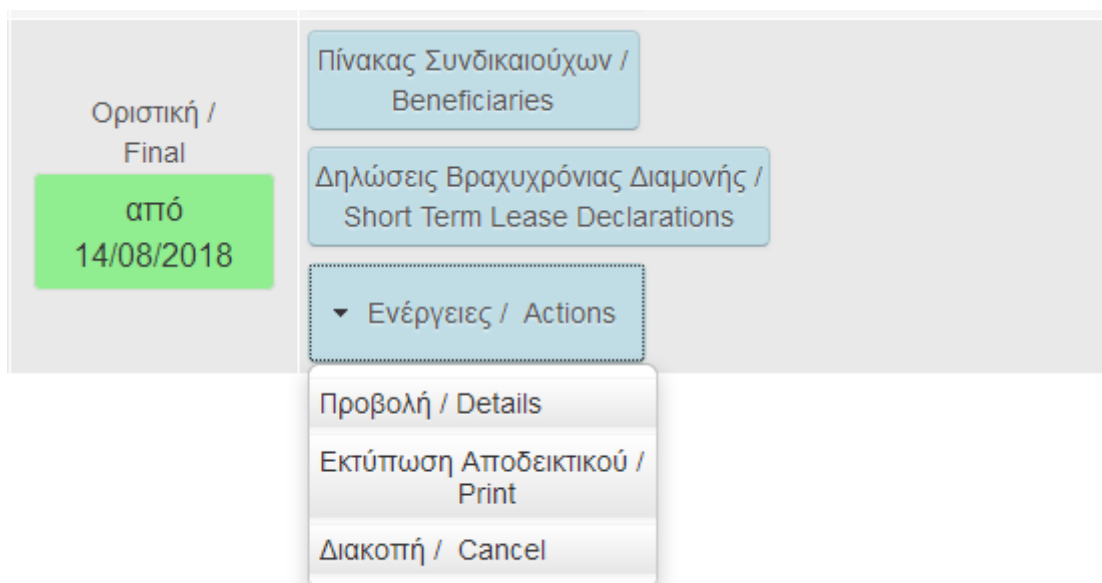 Οριστική /
Final
από
14/08/2018
Πίνακας Συνδικαιούχων /
Beneficiaries
Δηλώσεις Βραχυχρόνιας Διαμονής /
Short Term Lease Declarations
Ενέργειες / Actions
Προβολή / Details
Εκτύπωση Αποδεικτικού /
Print
Διακοπή / Cancel